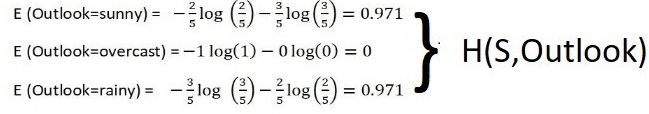 E (Outlook=sunny) = −2/5 log (2/5) − 3/5 log (3/5) = 0.971
E (Outlook=overcast) = −1 log(1) − 0 log(0) = 0
E (Outlook=rainy) = −3/5 log (3/5) − 2/5 log (2/5) = 0.971
} H(S,Outlook)